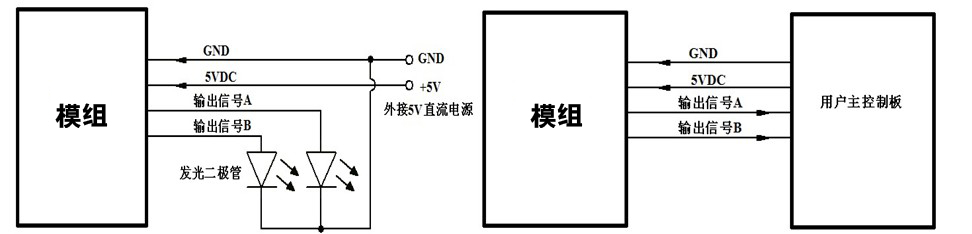 模组
GND
5VDC
输出信号A
输出信号B
GND
+5V
外接5V直流电源
发光二极管
模组
GND
5VDC
输出信号A
输出信号B
用户主控制板